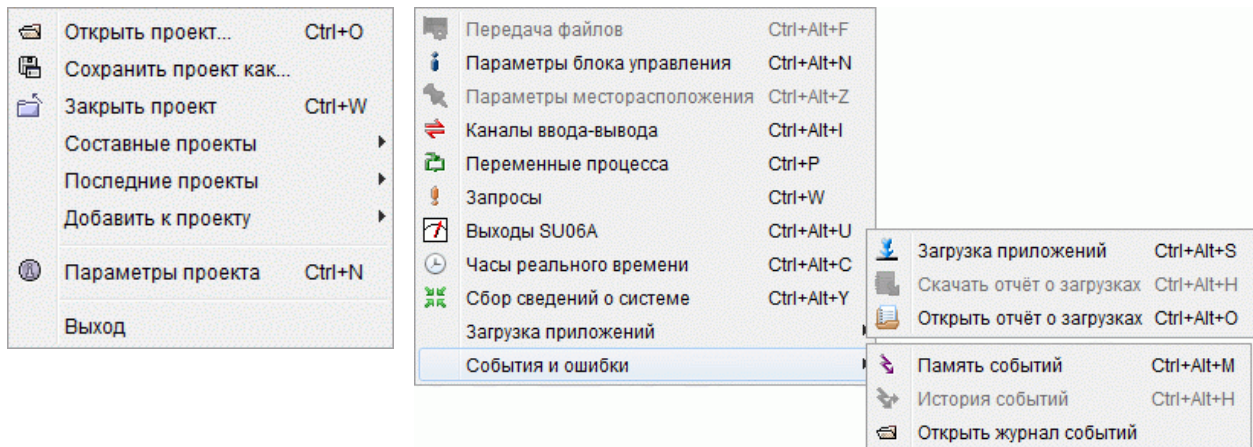 Открыть проект... Ctrl+O
Сохранить проект как...
Закрыть проект Ctrl+W
Составные проекты
Последние проекты
Добавить к проекту
Параметры проекта Ctrl+N
Выход
Передача файлов Ctrl+Alt+F
Параметры блока управления Ctrl+Alt+N
Параметры месторасположения Ctrl+Alt+Z
Каналы ввода-вывода Ctrl+Alt+I
Переменные процесса Ctrl+P
Запросы Ctrl+W
Выходы SU06A Ctrl+Alt+U
Часы реального времени Ctrl+Alt+C
Сбор сведений о системе Ctrl+Alt+Y
Загрузка приложений
События и ошибки
Загрузка приложений Ctrl+Alt+S
Скачать отчёт о загрузках Ctrl+Alt+H
Открыть отчёт о загрузках Ctrl+Alt+O
Память событий Ctrl+Alt+M
История событий Ctrl+Alt+H
Открыть журнал событий